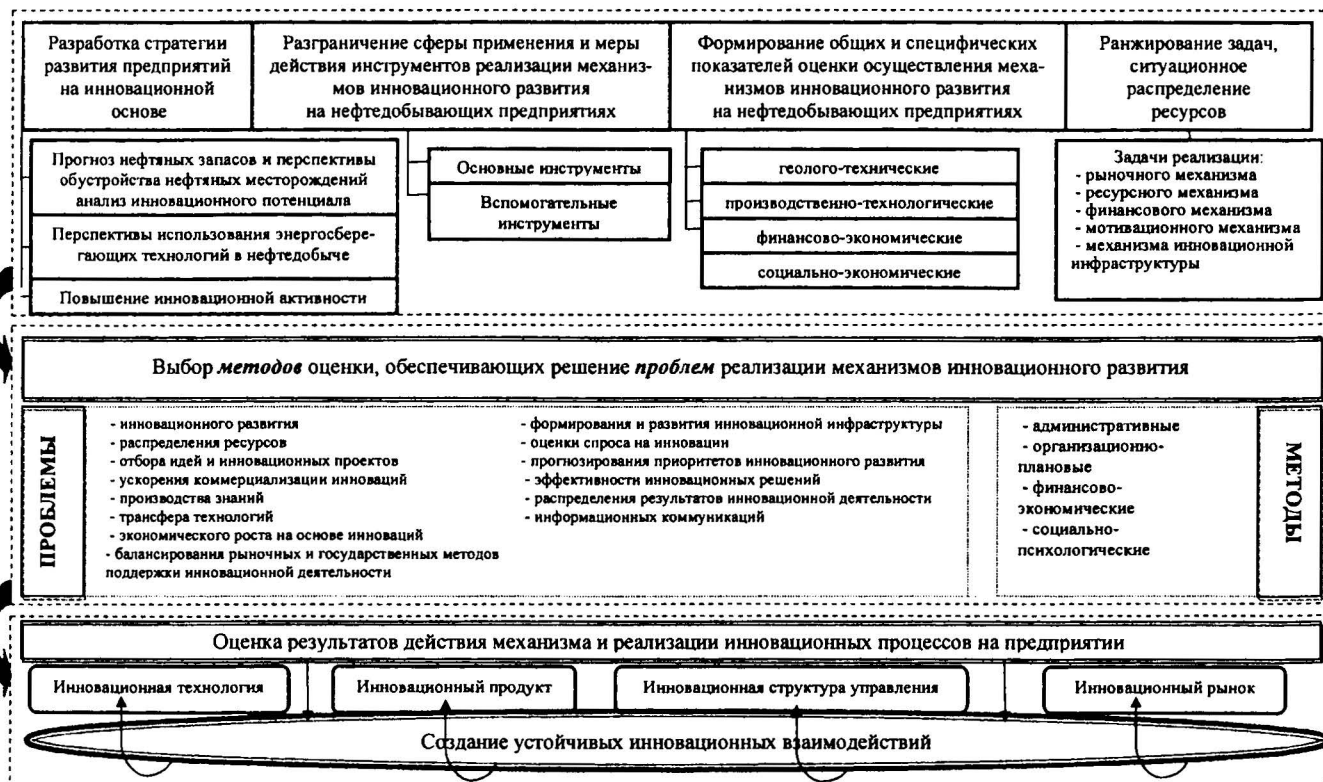 Разработка стратегии
развития предприятий
на инновационной
основе
Разграничение сферы применения и меры
действия инструментов реализации механиз-
мов инновационного развития
на нефтедобывающих предприятиях
Формирование общих и специфических
показателей оценки осуществления меха-
низмов инновационного развития
на нефтедобывающих предприятиях
Ранжирование задач,
ситуационное
распределение
ресурсов
Прогноз нефтяных запасов и перспективы
обустройства нефтяных месторождений
анализ инновационного потенциала
Перспективы использования энергосбере-
гающих технологий в нефтедобыче
Повышение инновационной активности
Основные инструменты
Вспомогательные
инструменты
геолого-технические
производственно-технологические
финансово-экономические
социально-экономические
Задачи реализации:
- рыночного механизма
- ресурсного механизма
- финансового механизма
- мотивационного механизма
- механизма инновационной
инфраструктуры
Выбор методов оценки, обеспечивающих решение проблем реализации механизмов инновационного развития
ПРОБЛЕМЫ
- инновационного развития
- распределения ресурсов
- отбора идей и инновационных проектов
- ускорения коммерциализации инноваций
- производства знаний
- трансфера технологий
- экономического роста на основе инноваций
- балансирования рыночных и государственных методов
поддержки инновационной деятельности
- формирования и развития инновационной инфраструктуры
- оценки спроса на инновации
- прогнозирования приоритетов инновационного развития
- эффективности инновационных решений
- распределения результатов инновационной деятельности
- информационных коммуникаций
- административные
- организационно-
плановые
- финансово-
экономические
- социально-
психологические
МЕТОДЫ
Оценка результатов действия механизма и реализации инновационных процессов на предприятии
Инновационная технология
Инновационный продукт
Инновационная структура управления
Инновационный рынок
Создание устойчивых инновационных взаимодействий